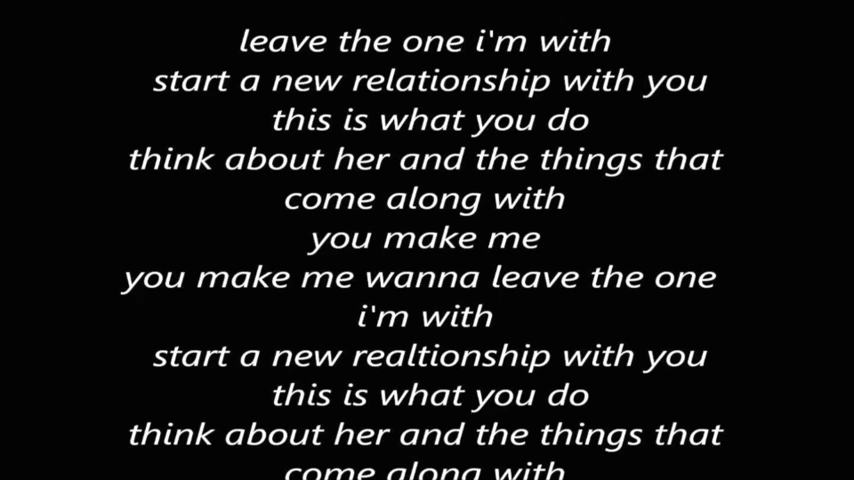 leave the one i'm with
start a new relationship with you
this is what you do
think about her and the things that
come along with
you make me
you make me wanna leave the one
i'm with
start a new realtionship with you
this is what you do
think about her and the things that
come along with